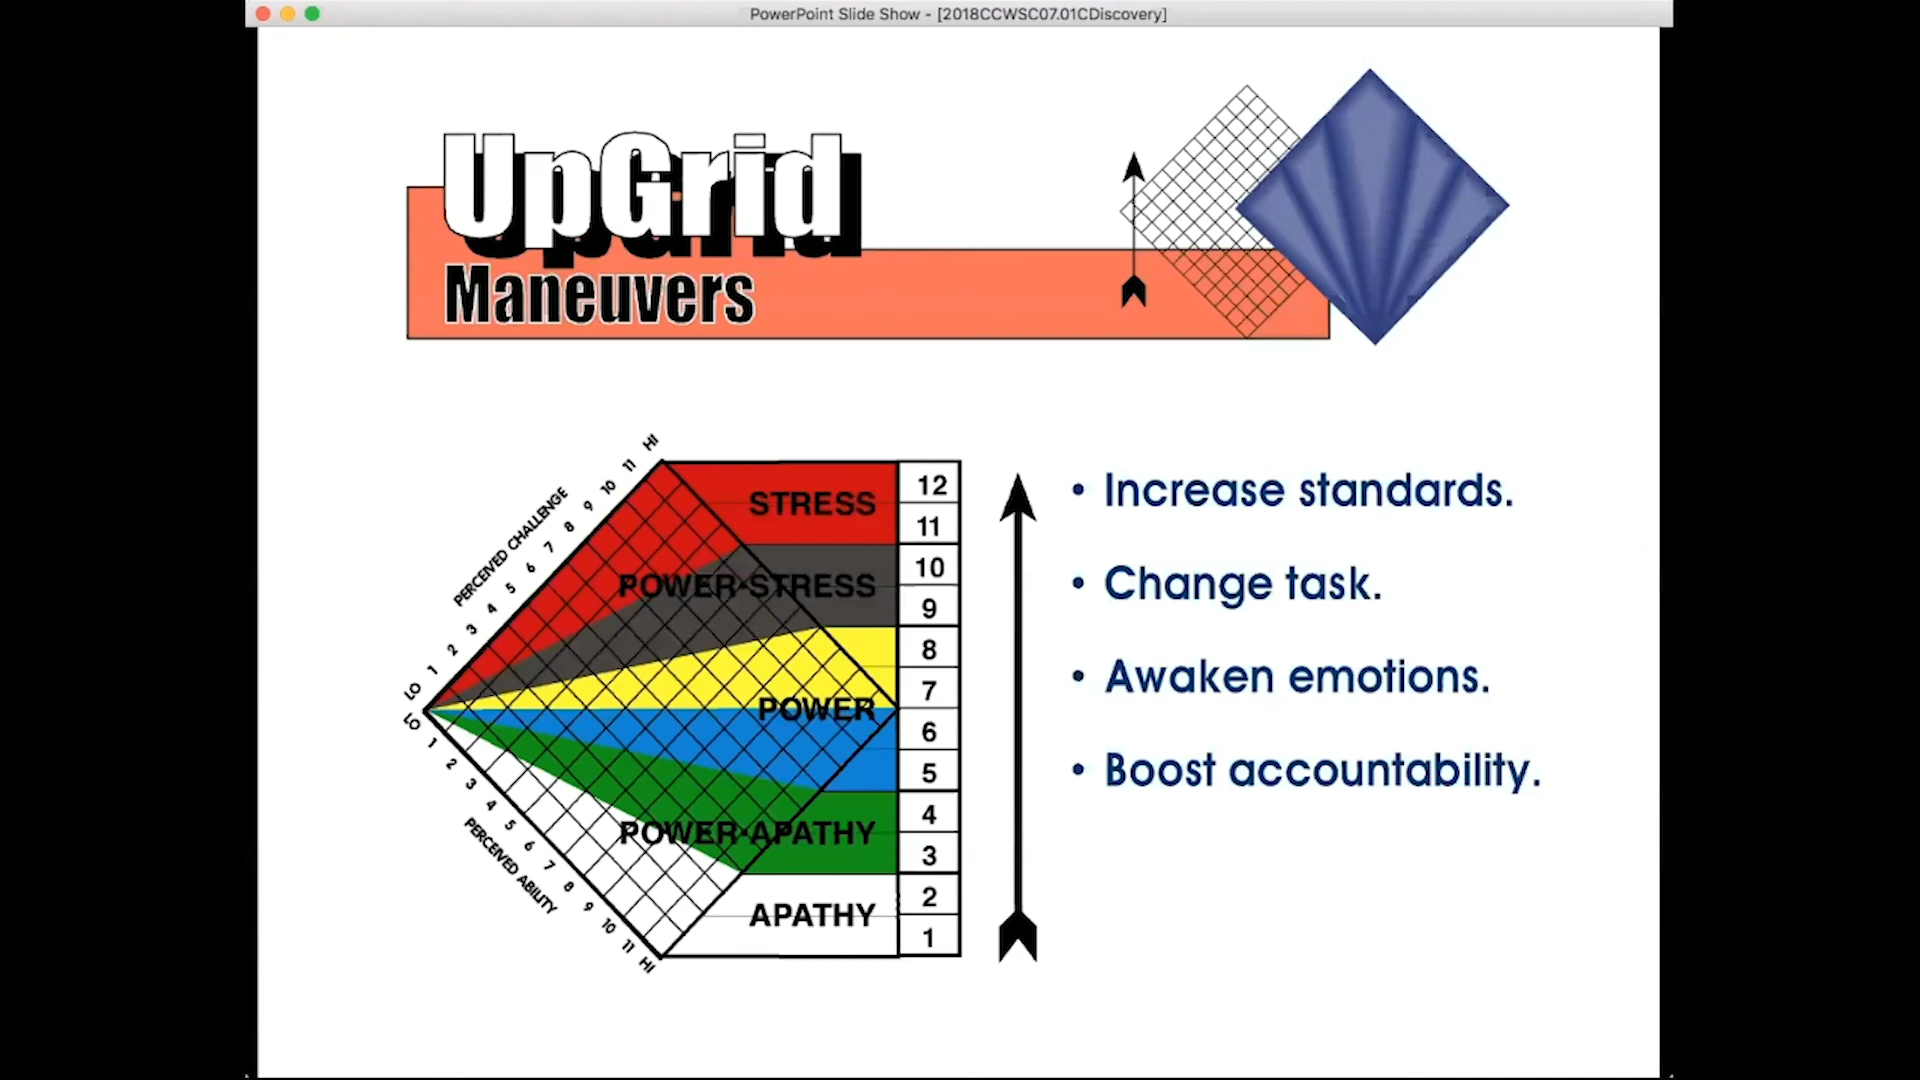 PowerPoint Slide Show - [2018CCWSC07.01CDiscovery]
UpGrid
Maneuvers
PERCEIVED CHALLENGE
LO 1 2 3 4 5 6 7 8 9 10 11 HI
LO 1 2 3 4 5 6 7 8 9 10 11 HI
PERCEIVED ABILITY
STRESS
POWER•STRESS
POWER
POWER•APATHY
APATHY
12
11
10
9
8
7
6
5
4
3
2
1
• Increase standards.
• Change task.
• Awaken emotions.
• Boost accountability.